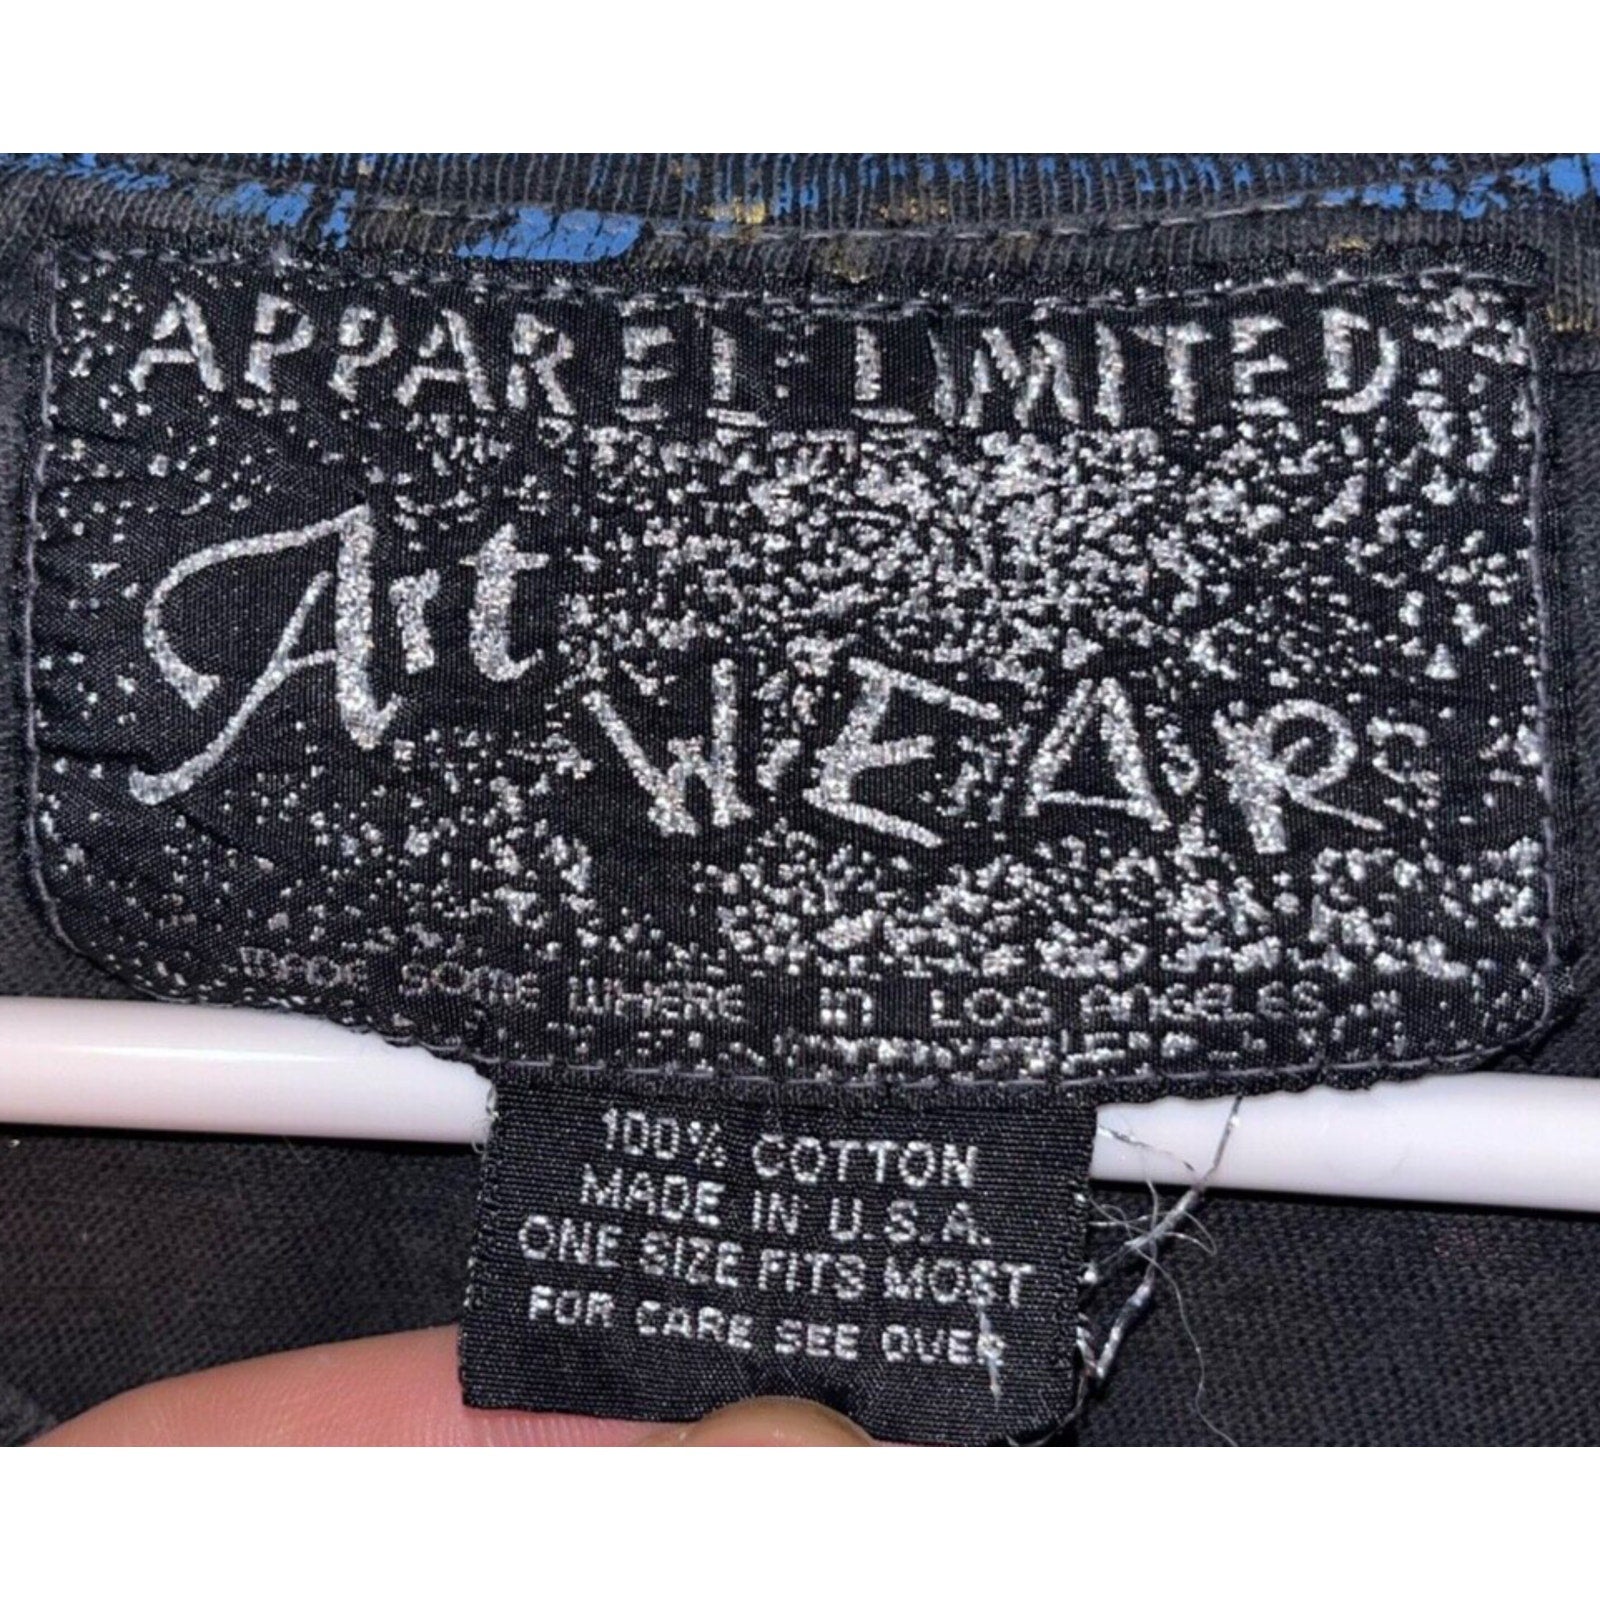 APPAREL LIMITED
Art
WEAR
MADE SOME WHERE in LOS ANGELES
100% COTTON
MADE IN U.S.A.
ONE SIZE FITS MOST
FOR CARE SEE OVER